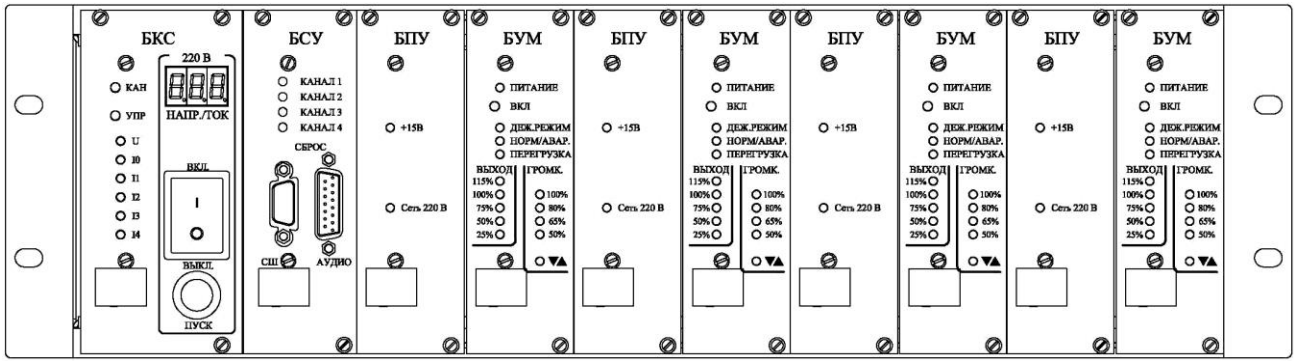 БКС
220 В
КАН
УПР
НАПР./ТОК
U
I0
I1
I2
I3
I4
ВКЛ.
I
O
ВЫКЛ.
ПУСК
БСУ
КАНАЛ 1
КАНАЛ 2
КАНАЛ 3
КАНАЛ 4
СБРОС
СШ АУДИО
БПУ
+15В
Сеть 220 В
БУМ
ПИТАНИЕ
ВКЛ
ДЕЖ.РЕЖИМ
НОРМ/АВАР.
ПЕРЕГРУЗКА
ВЫХОД ГРОМК.
115%
100% 100%
75% 80%
50% 65%
25% 50%
▼▲
БПУ
+15В
Сеть 220 В
БУМ
ПИТАНИЕ
ВКЛ
ДЕЖ.РЕЖИМ
НОРМ/АВАР.
ПЕРЕГРУЗКА
ВЫХОД ГРОМК.
115%
100% 100%
75% 80%
50% 65%
25% 50%
▼▲
БПУ
+15В
Сеть 220 В
БУМ
ПИТАНИЕ
ВКЛ
ДЕЖ.РЕЖИМ
НОРМ/АВАР.
ПЕРЕГРУЗКА
ВЫХОД ГРОМК.
115%
100% 100%
75% 80%
50% 65%
25% 50%
▼▲
БПУ
+15В
Сеть 220 В
БУМ
ПИТАНИЕ
ВКЛ
ДЕЖ.РЕЖИМ
НОРМ/АВАР.
ПЕРЕГРУЗКА
ВЫХОД ГРОМК.
115%
100% 100%
75% 80%
50% 65%
25% 50%
▼▲